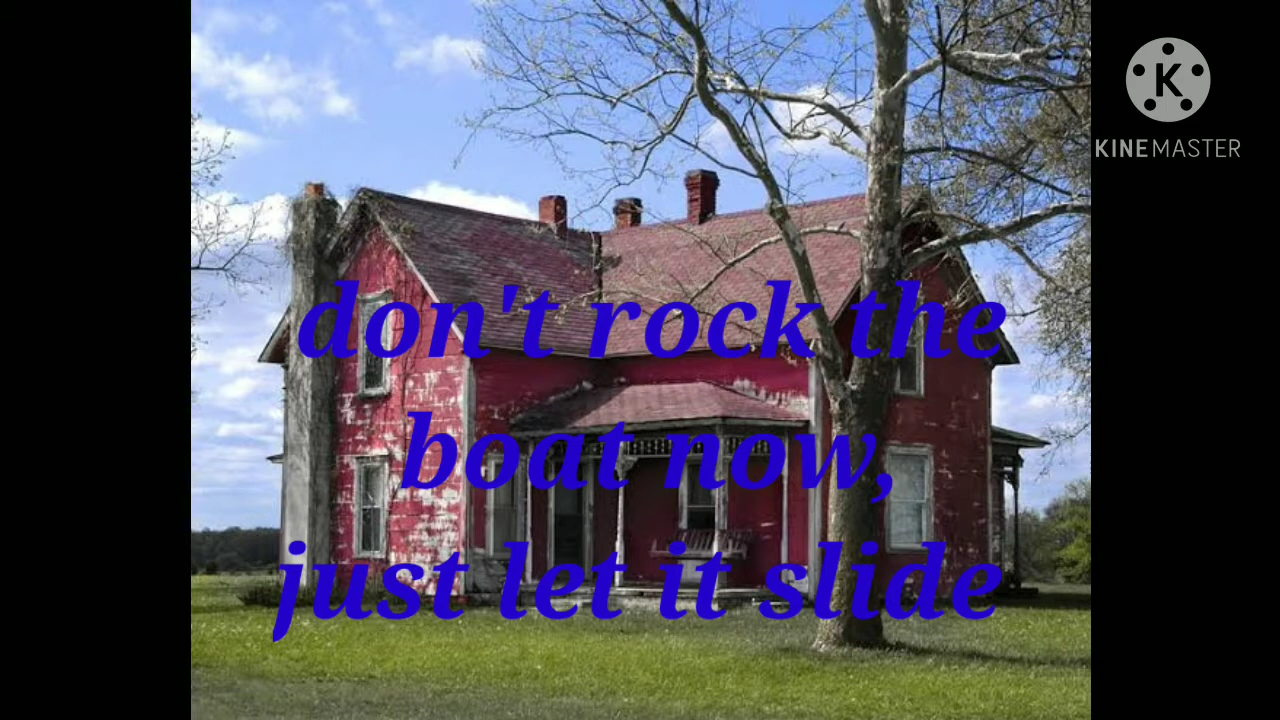 K
KINEMASTER
don't rock the
boat now,
just let it slide